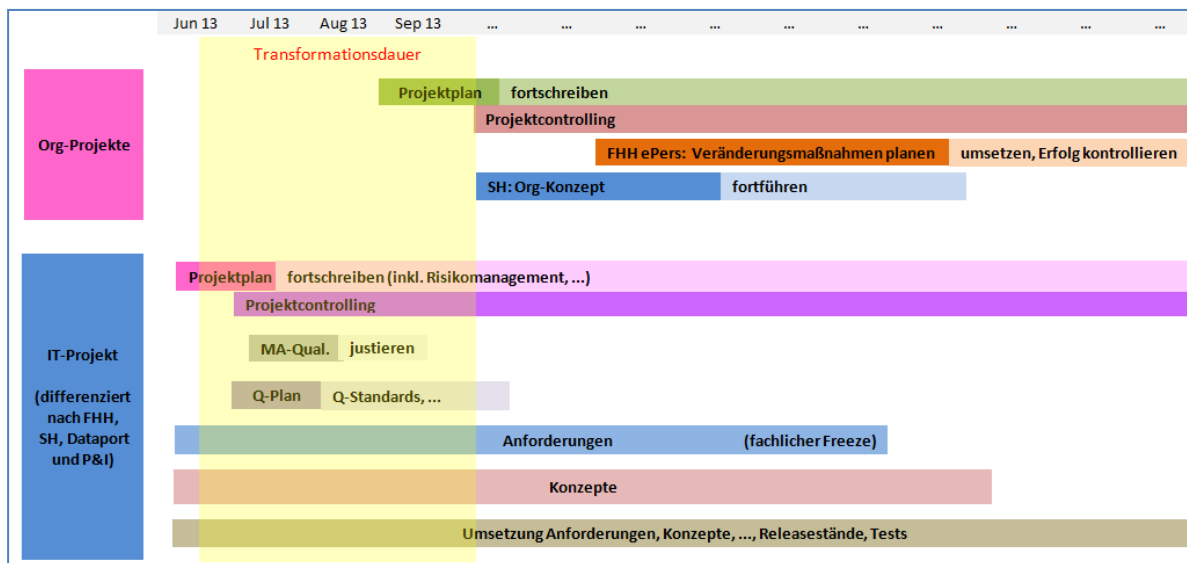 Jun 13 Jul 13 Aug 13 Sep 13 ... ... ... ... ... ... ... ... ... ...
Transformationsdauer
Org-Projekte
Projektplan fortschreiben
Projektcontrolling
FHH ePers: Veränderungsmaßnahmen planen umsetzen, Erfolg kontrollieren
SH: Org-Konzept fortführen
IT-Projekt
(differenziert
nach FHH,
SH, Dataport
und P&I)
Projektplan fortschreiben (inkl. Risikomanagement, ...)
Projektcontrolling
MA-Qual. justieren
Q-Plan Q-Standards, ...
Anforderungen (fachlicher Freeze)
Konzepte
Umsetzung Anforderungen, Konzepte, ..., Releasestände, Tests